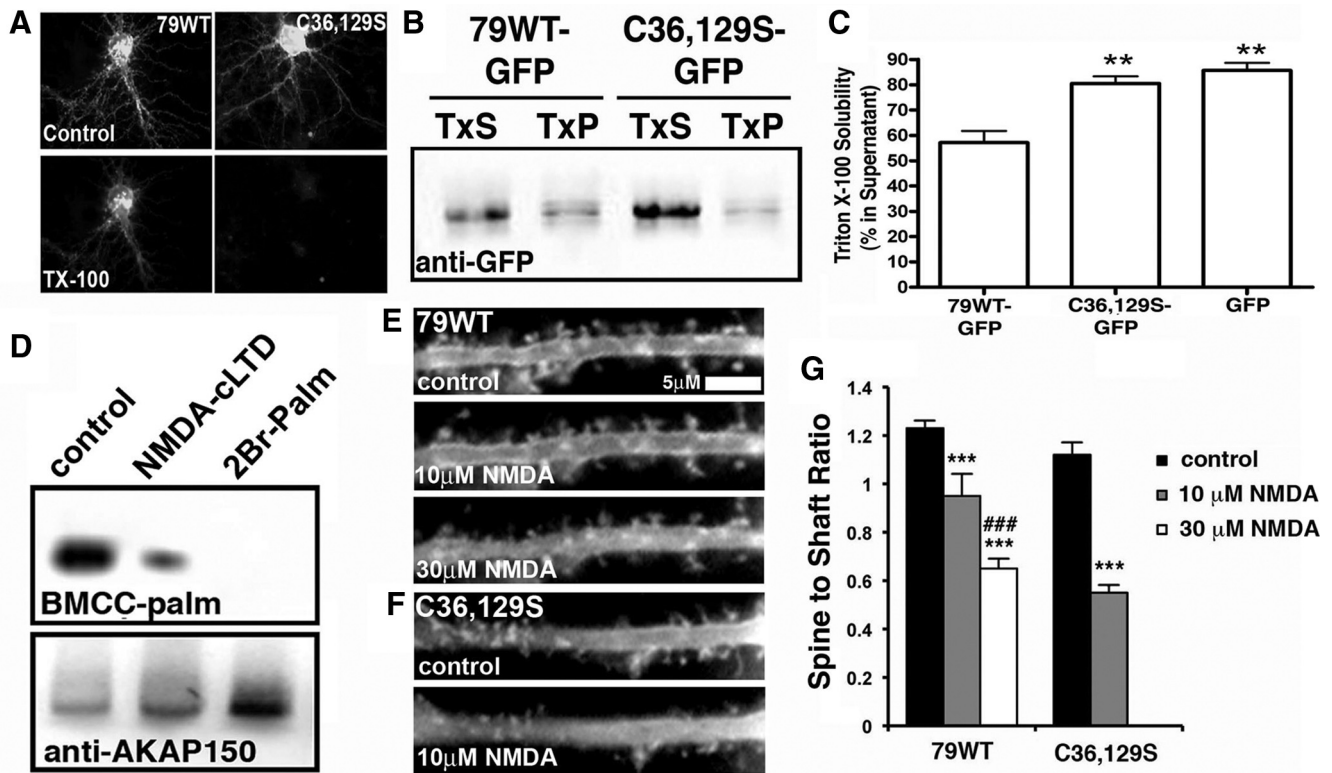 A
79WT
C36,129S
Control
TX-100
B
79WT-
GFP
C36,129S-
GFP
TxS
TxP
TxS
TxP
anti-GFP
C
Triton X-100 Solubility
(% in Supernatant)
90
80
70
60
50
40
30
20
10
0
**
**
79WT-
GFP
C36,129S-
GFP
GFP
D
control
NMDA-cLTD
2Br-Palm
BMCC-palm
anti-AKAP150
E
79WT
control
5μM
10μM NMDA
30μM NMDA
F
C36,129S
control
10μM NMDA
G
Spine to Shaft Ratio
1.4
1.2
1
0.8
0.6
0.4
0.2
0
***
###
***
***
79WT
C36,129S
control
10 μM NMDA
30 μM NMDA